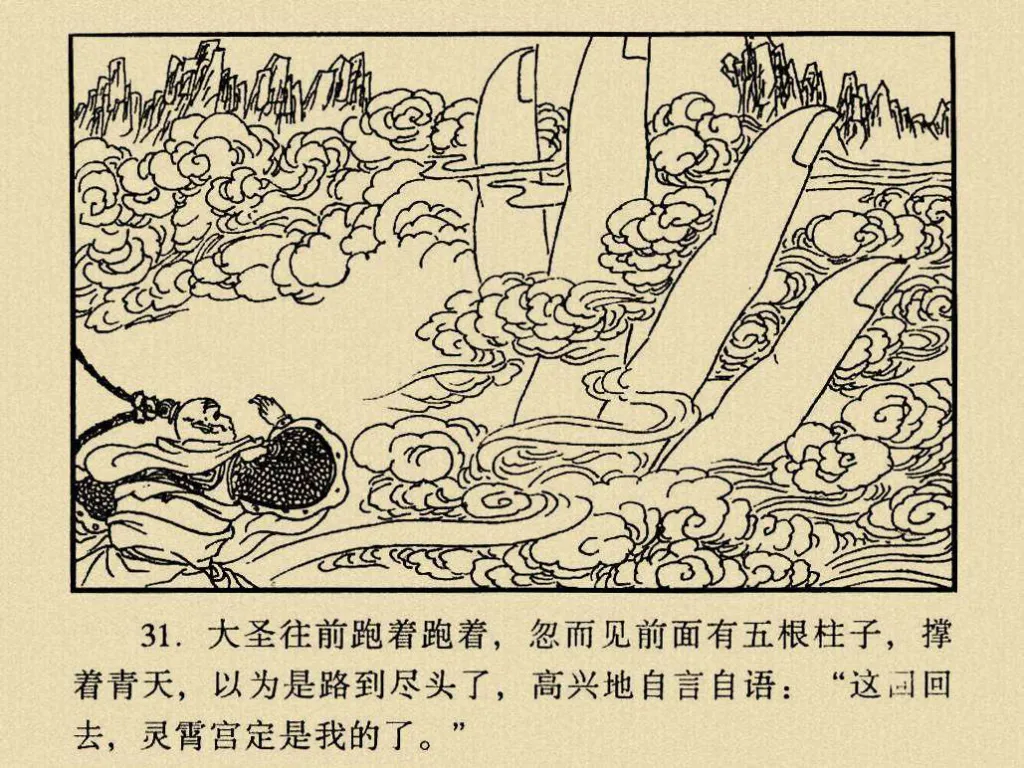 31. 大圣往前跑着跑着，忽而见前面有五根柱子，撑
着青天，以为是路到尽头了，高兴地自言自语：“这回回
去，灵霄宫定是我的了。”